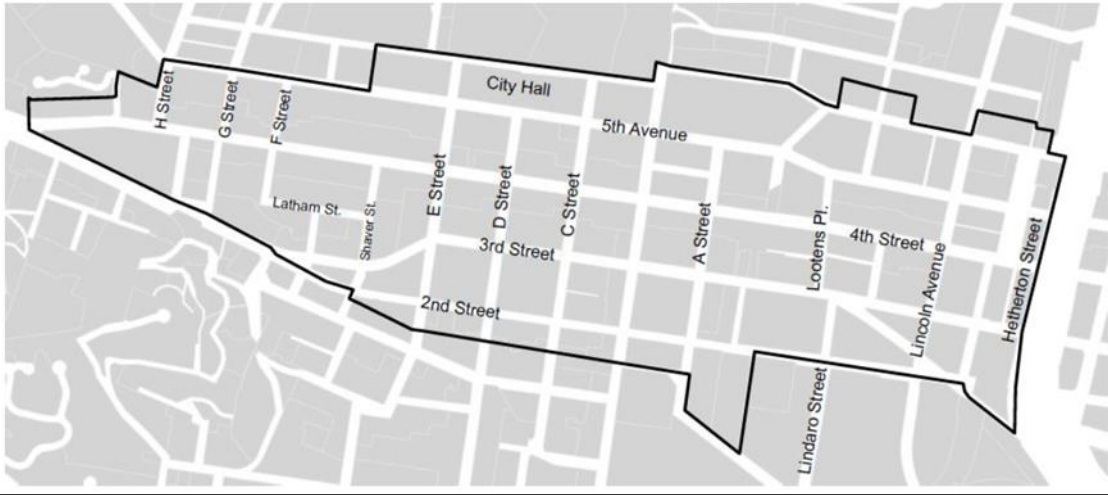 City Hall
H Street
G Street
F Street
5th Avenue
E Street
D Street
C Street
Latham St.
Shaver St.
3rd Street
A Street
Lootens Pl.
4th Street
Lincoln Avenue
Hetherton Street
2nd Street
Lindaro Street